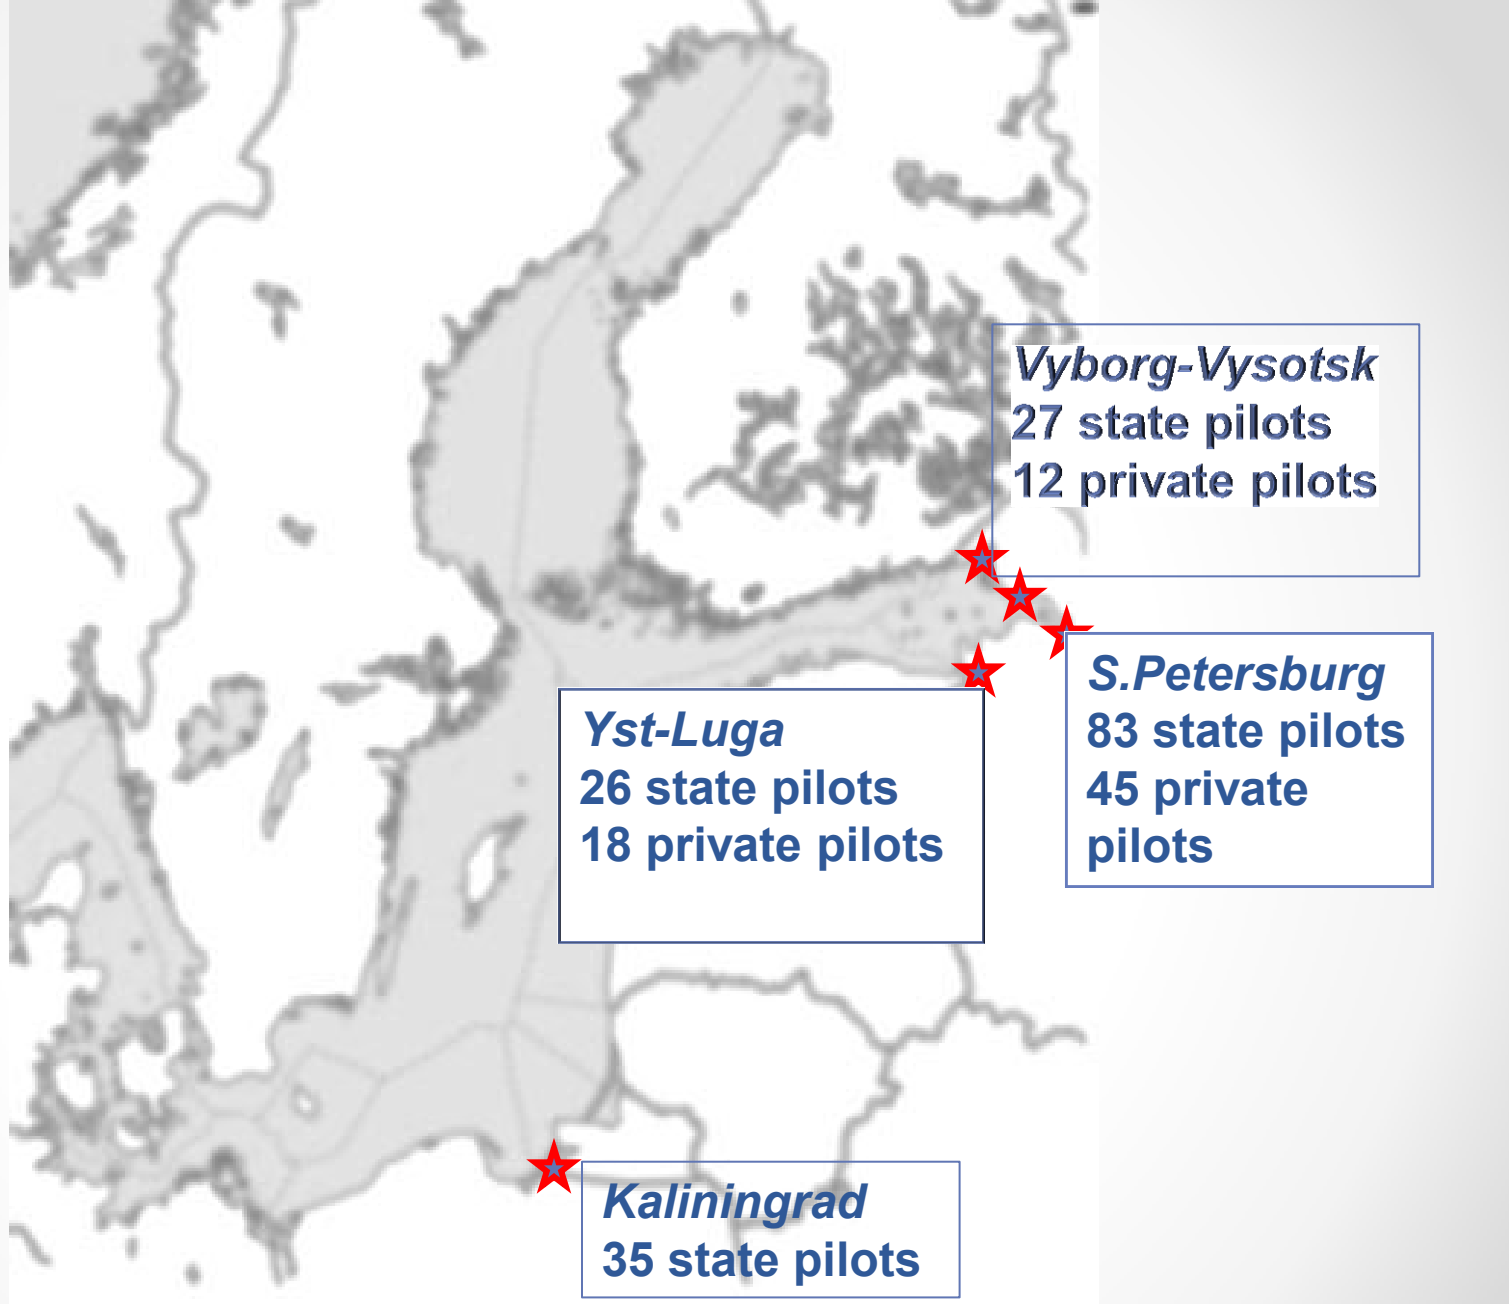 Vyborg-Vysotsk
27 state pilots
12 private pilots
S.Petersburg
83 state pilots
45 private
pilots
Yst-Luga
26 state pilots
18 private pilots
Kaliningrad
35 state pilots